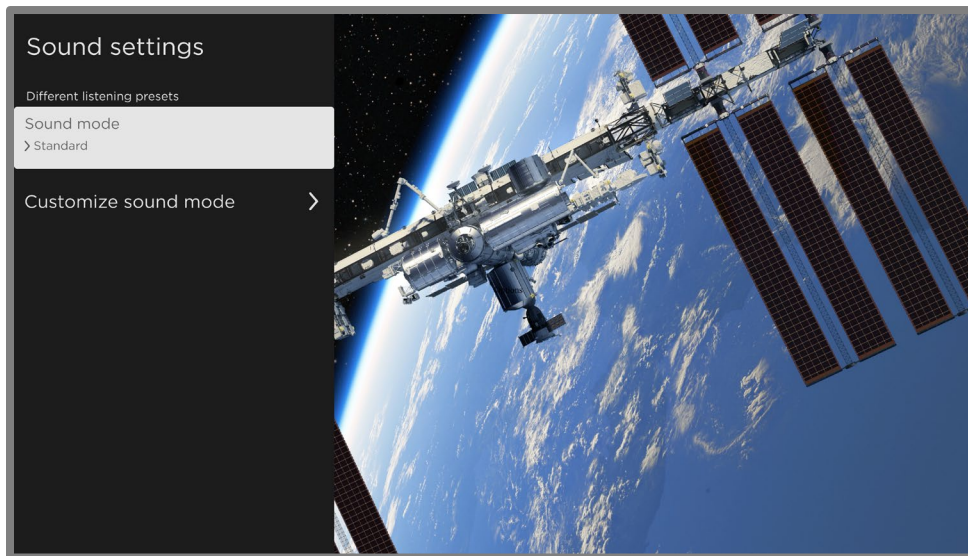 Sound settings
Different listening presets
Sound mode
Standard
Customize sound mode